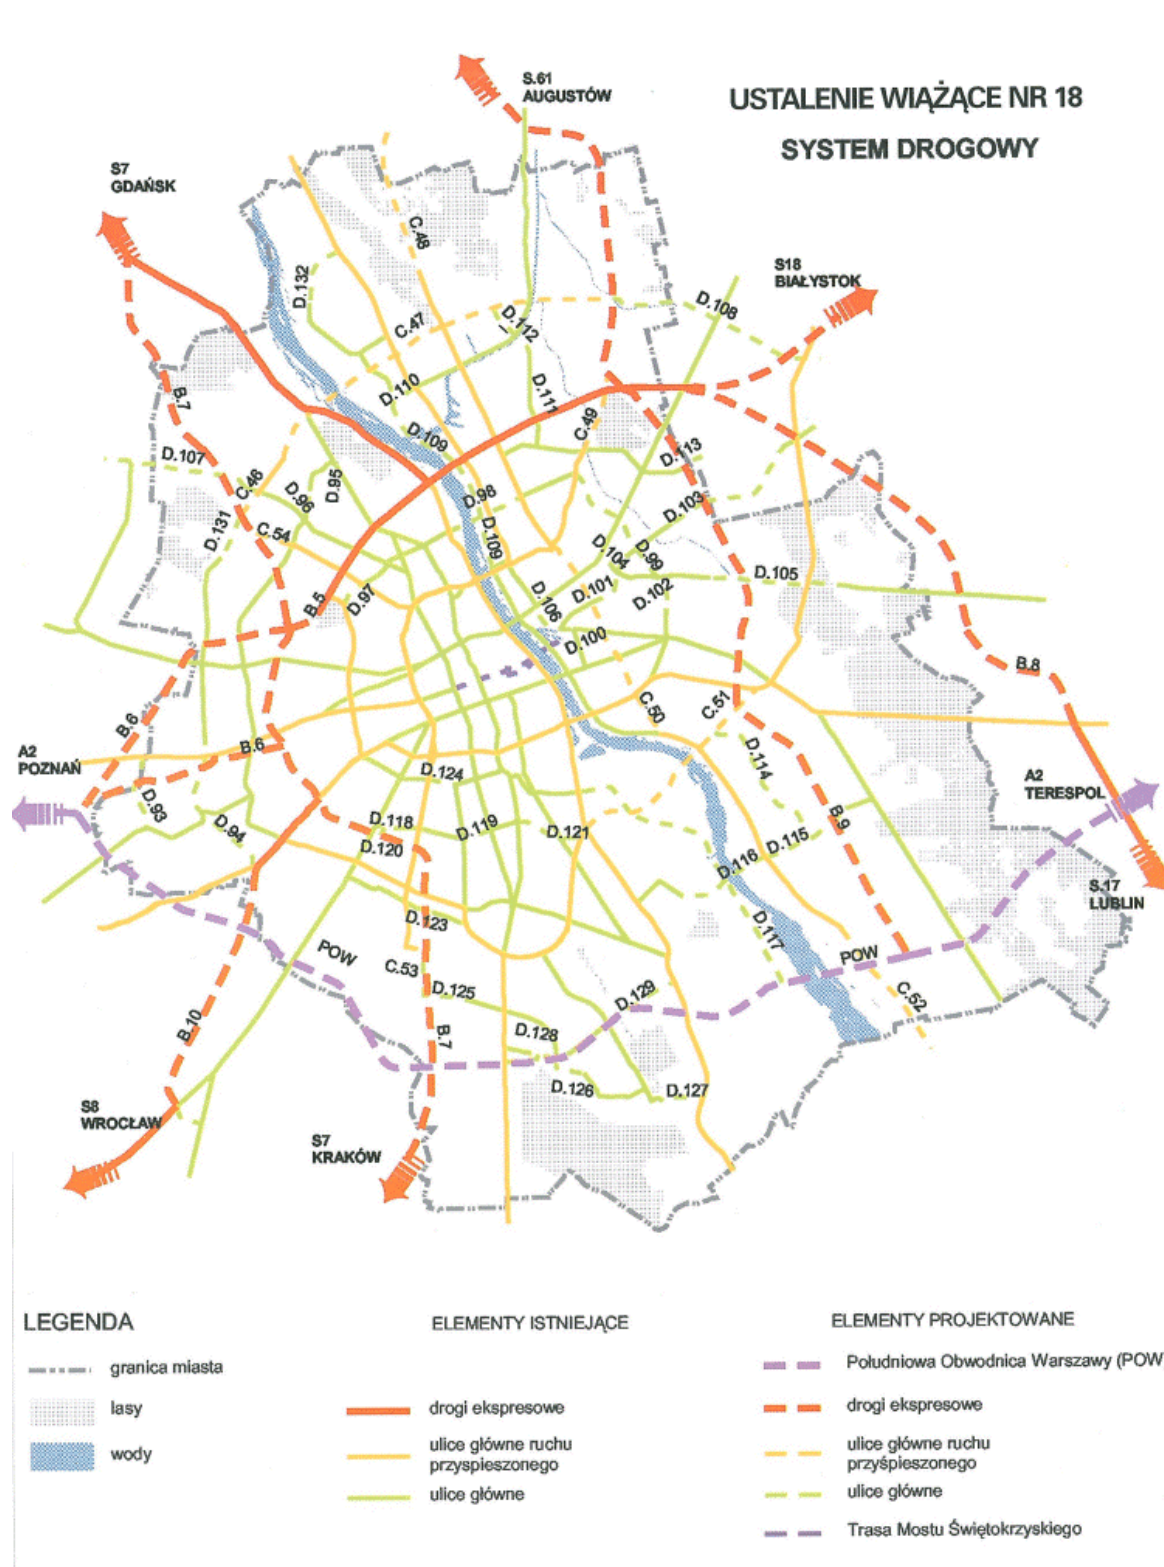 USTALENIE WIĄŻĄCE NR 18
SYSTEM DROGOWY
S.61
AUGUSTÓW
S7
GDAŃSK
S18
BIAŁYSTOK
C.48
D.132
C.47
D.112
D.108
D.110
D.111
B.7
C.49
D.109
D.113
D.107
C.46
D.95
D.96
D.98
D.103
D.131
C.54
D.109
D.104
D.99
D.105
B.5
D.97
D.106
D.101
D.102
D.100
B.8
C.50
C.51
B.6
B.6
A2
POZNAŃ
D.124
D.114
A2
TERESPOL
D.93
D.94
D.118
D.119
D.121
B.9
D.120
D.115
D.116
S.17
LUBLIN
D.123
D.117
POW
C.53
POW
D.125
D.129
C.52
B.10
B.7
D.128
D.126
D.127
S8
WROCŁAW
S7
KRAKÓW
LEGENDA
granica miasta
lasy
wody
ELEMENTY ISTNIEJĄCE
drogi ekspresowe
ulice główne ruchu
przyspieszonego
ulice główne
ELEMENTY PROJEKTOWANE
Południowa Obwodnica Warszawy (POW
drogi ekspresowe
ulice główne ruchu
przyśpieszonego
ulice główne
Trasa Mostu Świętokrzyskiego